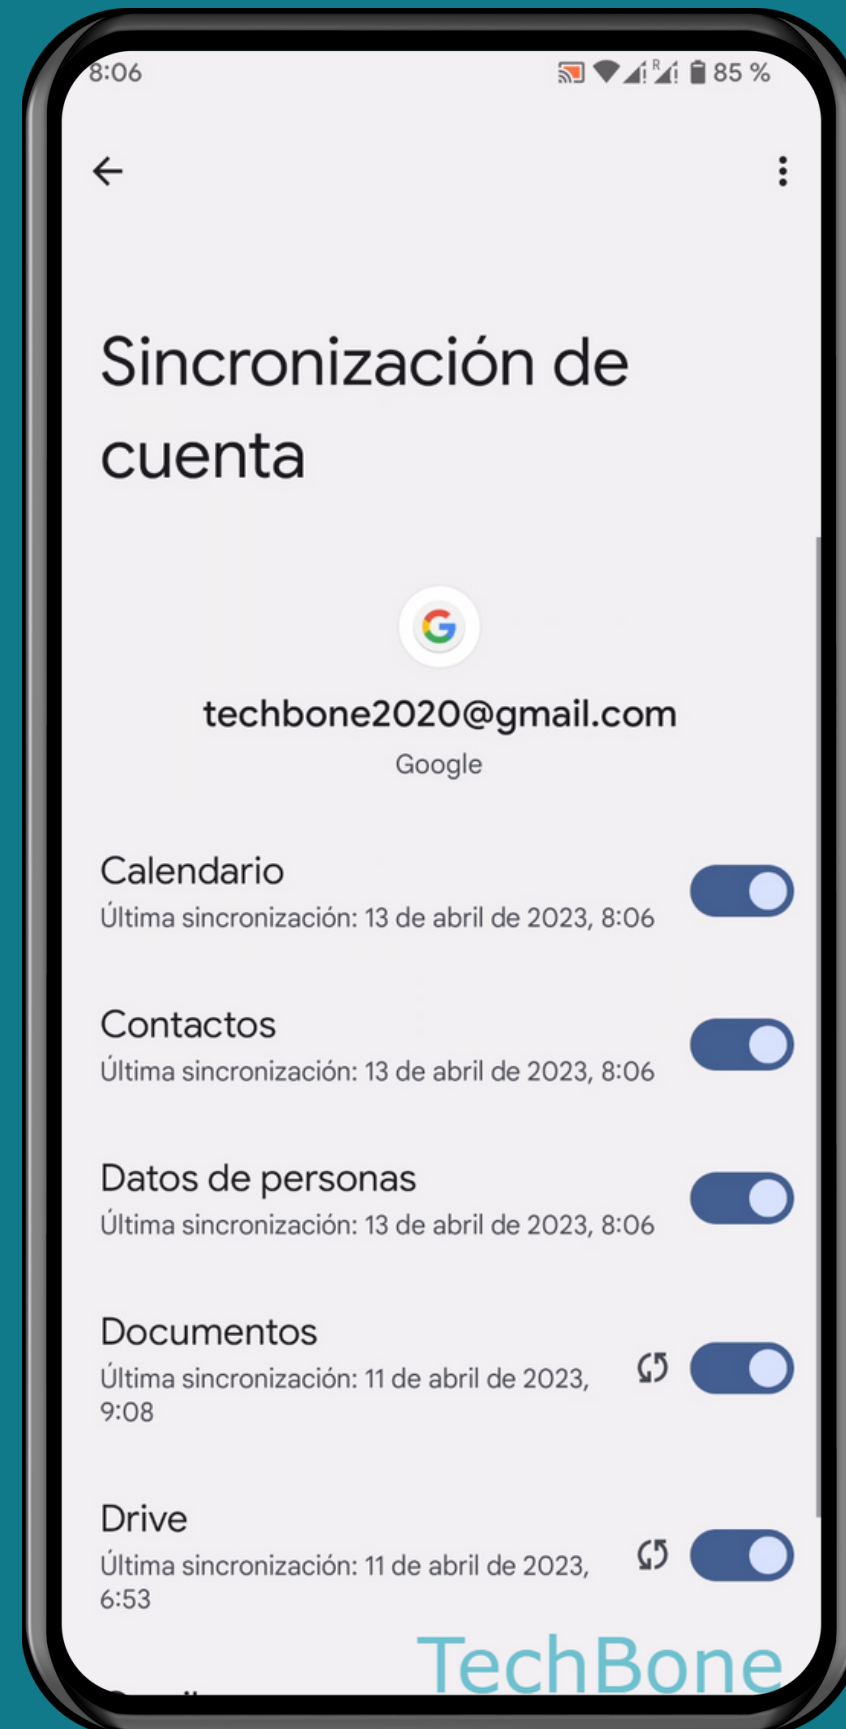 8:06 R 85 %
Sincronización de
cuenta
G
techbone2020@gmail.com
Google
Calendario
Última sincronización: 13 de abril de 2023, 8:06
Contactos
Última sincronización: 13 de abril de 2023, 8:06
Datos de personas
Última sincronización: 13 de abril de 2023, 8:06
Documentos
Última sincronización: 11 de abril de 2023,
9:08
Drive
Última sincronización: 11 de abril de 2023,
6:53
TechBone